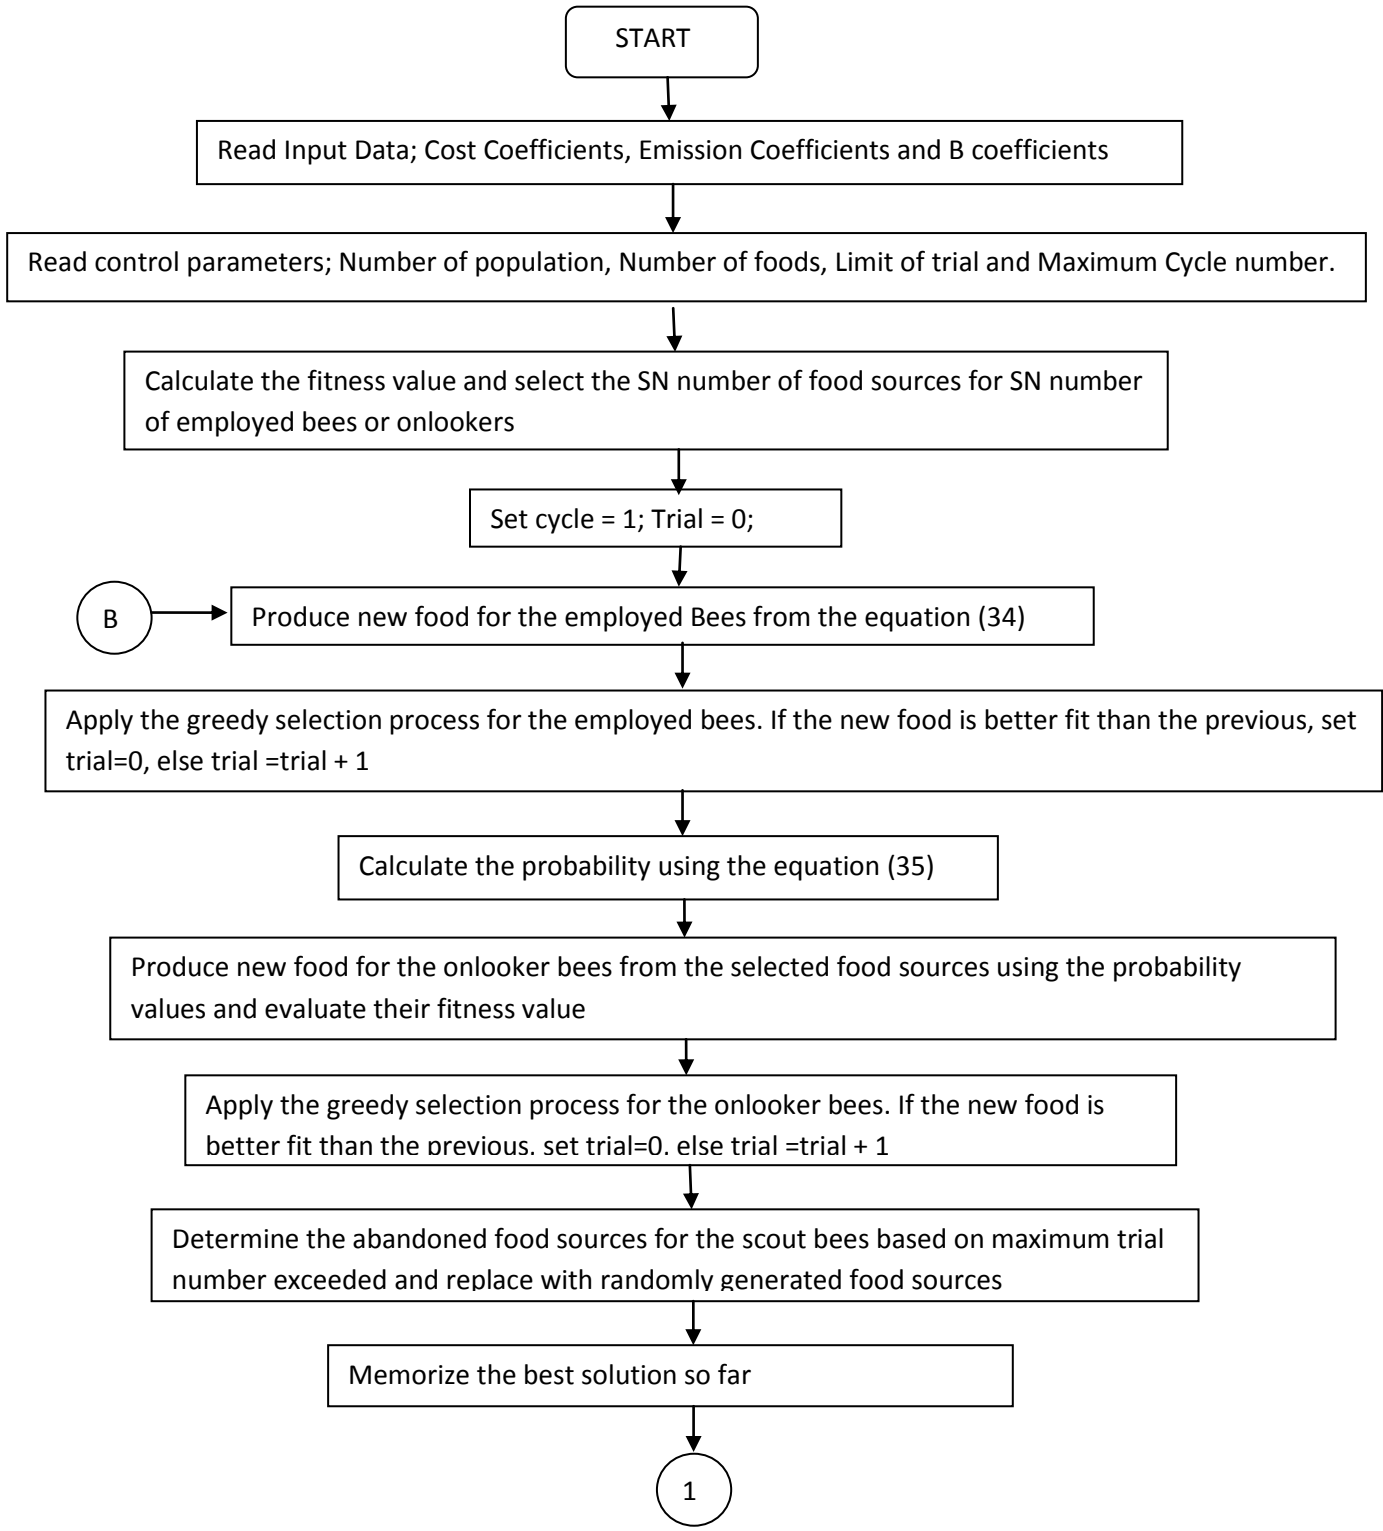 START
Read Input Data; Cost Coefficients, Emission Coefficients and B coefficients
Read control parameters; Number of population, Number of foods, Limit of trial and Maximum Cycle number.
Calculate the fitness value and select the SN number of food sources for SN number
of employed bees or onlookers
Set cycle = 1; Trial = 0;
B
Produce new food for the employed Bees from the equation (34)
Apply the greedy selection process for the employed bees. If the new food is better fit than the previous, set
trial=0, else trial =trial + 1
Calculate the probability using the equation (35)
Produce new food for the onlooker bees from the selected food sources using the probability
values and evaluate their fitness value
Apply the greedy selection process for the onlooker bees. If the new food is
better fit than the previous, set trial=0, else trial =trial + 1
Determine the abandoned food sources for the scout bees based on maximum trial
number exceeded and replace with randomly generated food sources
Memorize the best solution so far
1